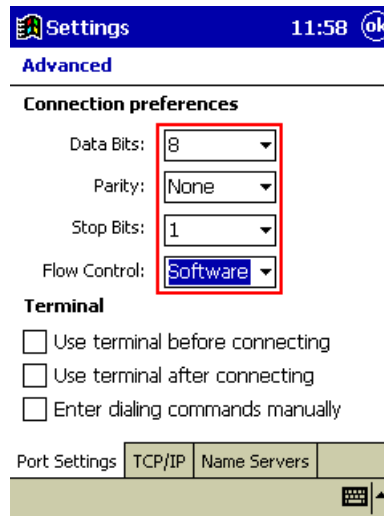 Settings 11:58 ok
Advanced
Connection preferences
Data Bits: 8
Parity: None
Stop Bits: 1
Flow Control: Software
Terminal
Use terminal before connecting
Use terminal after connecting
Enter dialing commands manually
Port Settings TCP/IP Name Servers